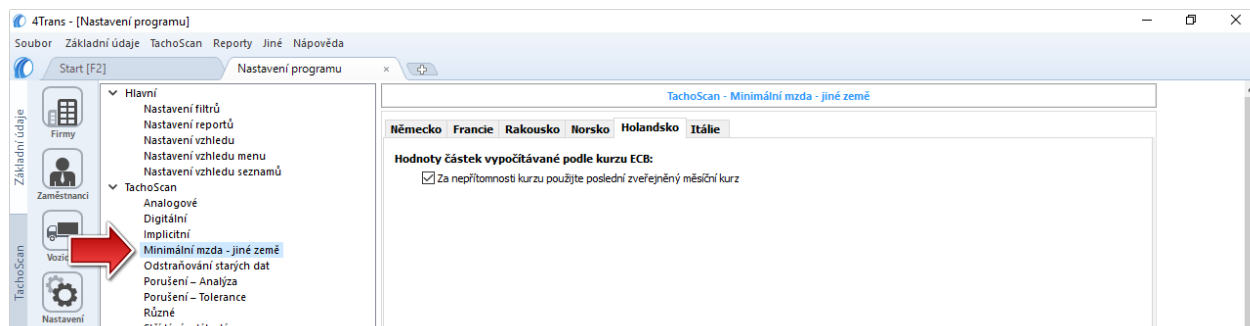 4Trans - [Nastavení programu]
Soubor Základní údaje TachoScan Reporty Jiné Nápověda
Start [F2]
Nastavení programu
Základní údaje
TachoScan
Firmy
Zaměstnanci
Nastavení
Hlavní
Nastavení filtrů
Nastavení reportů
Nastavení vzhledu
Nastavení vzhledu menu
Nastavení vzhledu seznamů
TachoScan
Analogové
Digitální
Implicitní
Minimální mzda - jiné země
Odstraňování starých dat
Porušení – Analýza
Porušení – Tolerance
Různé
TachoScan - Minimální mzda - jiné země
Německo Francie Rakousko Norsko Holandsko Itálie
Hodnoty částek vypočítávané podle kurzu ECB:
Za nepřítomnosti kurzu použijte poslední zveřejněný měsíční kurz